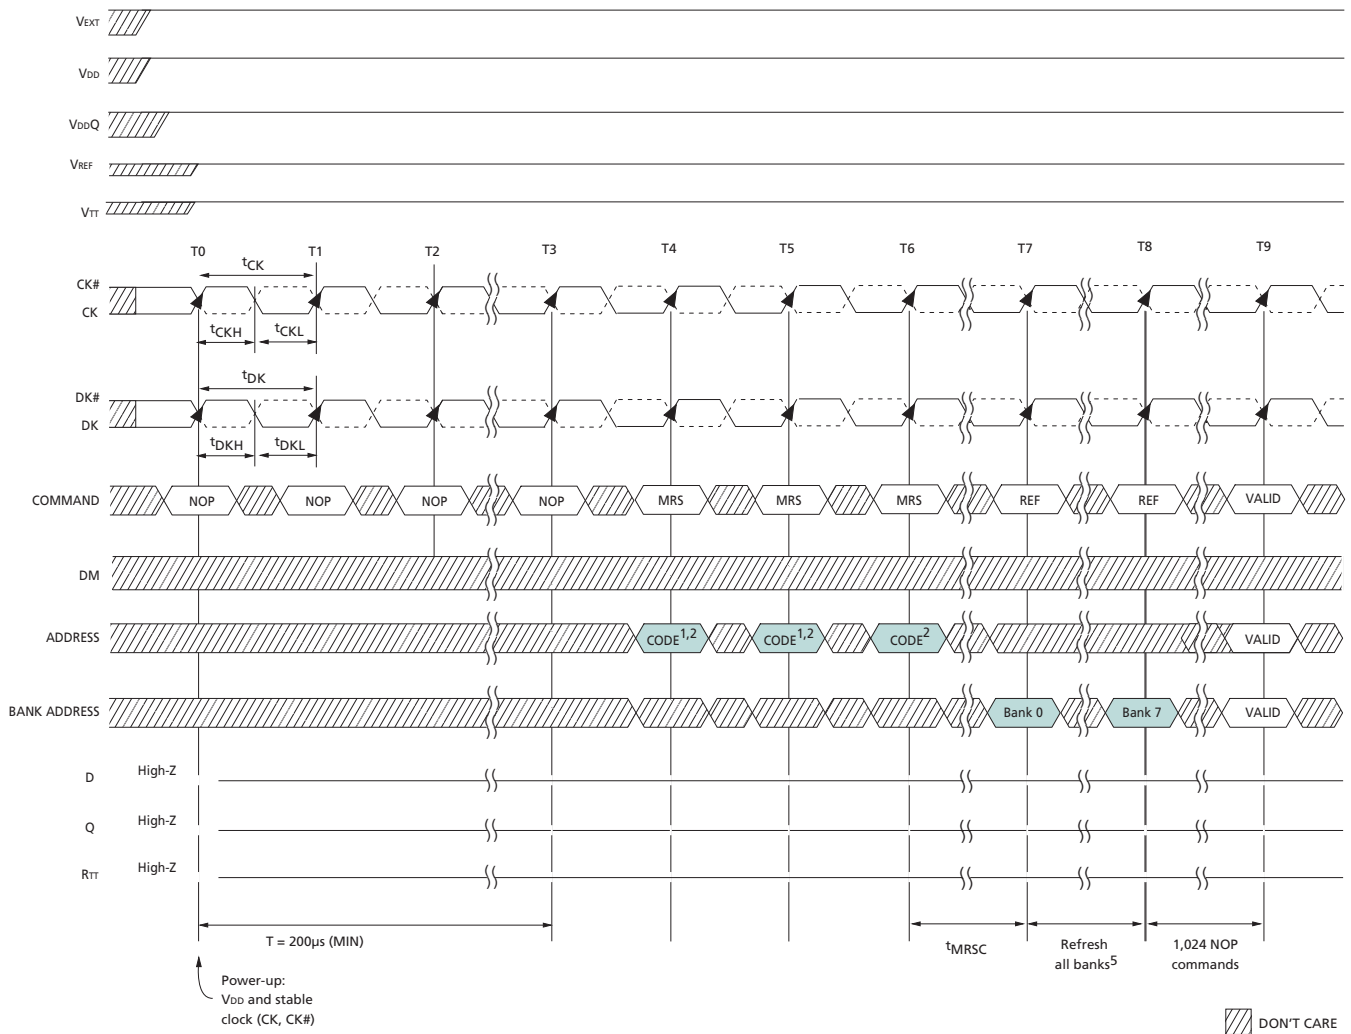 VEXT
VDD
VDDQ
VREF
VTT
T0 T1 T2 T3 T4 T5 T6 T7 T8 T9
tCK
CK#
CK
tCKH tCKL
tDK
DK#
DK
tDKH tDKL
COMMAND NOP NOP NOP NOP MRS MRS MRS REF REF VALID
DM
ADDRESS CODE1,2 CODE1,2 CODE2 VALID
BANK ADDRESS Bank 0 Bank 7 VALID
D High-Z
Q High-Z
RTT High-Z
T = 200µs (MIN)
tMRSC
Refresh
all banks5
1,024 NOP
commands
Power-up:
VDD and stable
clock (CK, CK#)
DON'T CARE